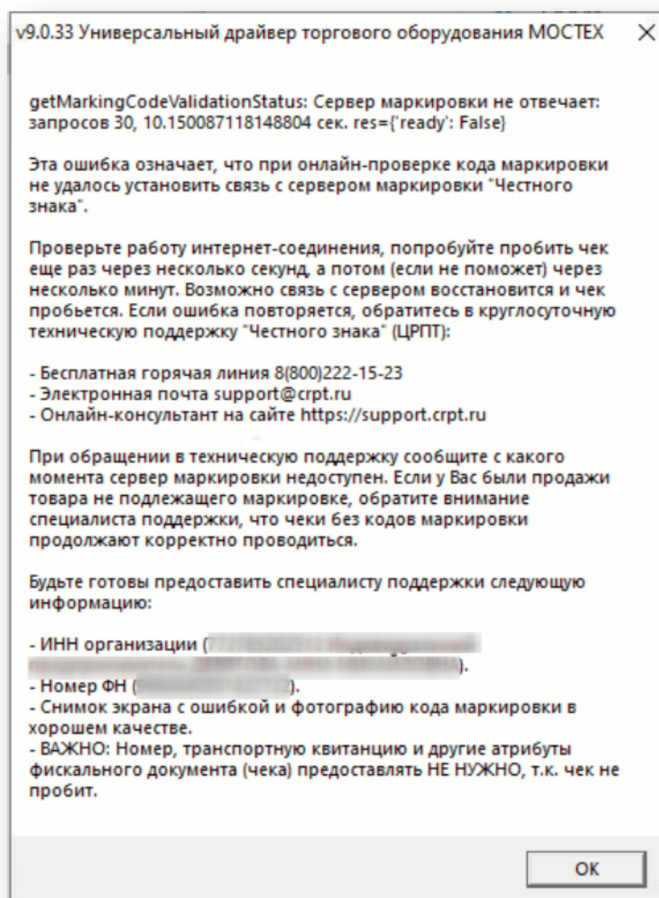 v9.0.33 Универсальный драйвер торгового оборудования МОСТЕХ
getMarkingCodeValidationStatus: Сервер маркировки не отвечает:
запросов 30, 10.150087118148804 сек. res={'ready': False}
Эта ошибка означает, что при онлайн-проверке кода маркировки
не удалось установить связь с сервером маркировки "Честного
знака".
Проверьте работу интернет-соединения, попробуйте пробить чек
еще раз через несколько секунд, а потом (если не поможет) через
несколько минут. Возможно связь с сервером восстановится и чек
пробьется. Если ошибка повторяется, обратитесь в круглосуточную
техническую поддержку "Честного знака" (ЦРПТ):
- Бесплатная горячая линия 8(800)222-15-23
- Электронная почта support@crpt.ru
- Онлайн-консультант на сайте https://support.crpt.ru
При обращении в техническую поддержку сообщите с какого
момента сервер маркировки недоступен. Если у Вас были продажи
товара не подлежащего маркировке, обратите внимание
специалиста поддержки, что чеки без кодов маркировки
продолжают корректно проводиться.
Будьте готовы предоставить специалисту поддержки следующую
информацию:
- ИНН организации (
).
- Номер ФН ( ).
- Снимок экрана с ошибкой и фотографию кода маркировки в
хорошем качестве.
- ВАЖНО: Номер, транспортную квитанцию и другие атрибуты
фискального документа (чека) предоставлять НЕ НУЖНО, т.к. чек не
пробит.
OK